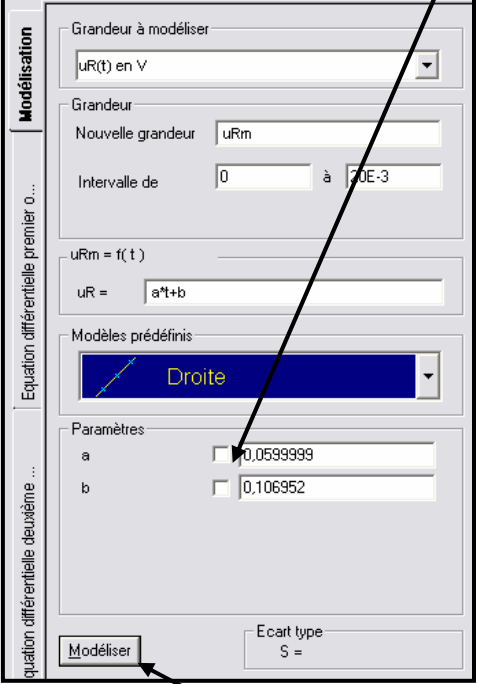 Modélisation
Equation différentielle premier o...
quation différentielle deuxième ...
Grandeur à modéliser
uR(t) en V
Grandeur
Nouvelle grandeur uRm
Intervalle de 0 à 20E-3
uRm = f( t )
uR = a*t+b
Modèles prédéfinis
Droite
Paramètres
a 0,0599999
b 0,106952
Modéliser
Ecart type
S =